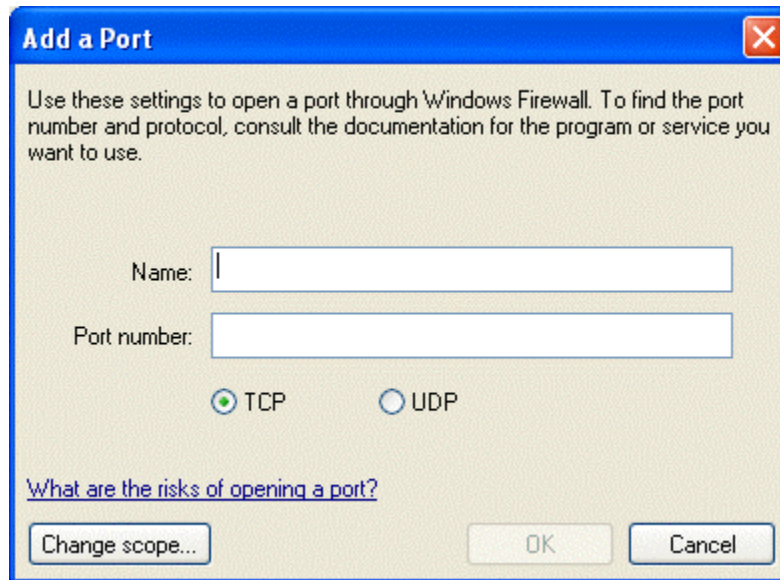 Add a Port
Use these settings to open a port through Windows Firewall. To find the port
number and protocol, consult the documentation for the program or service you
want to use.
Name:
Port number:
TCP UDP
What are the risks of opening a port?
Change scope... OK Cancel